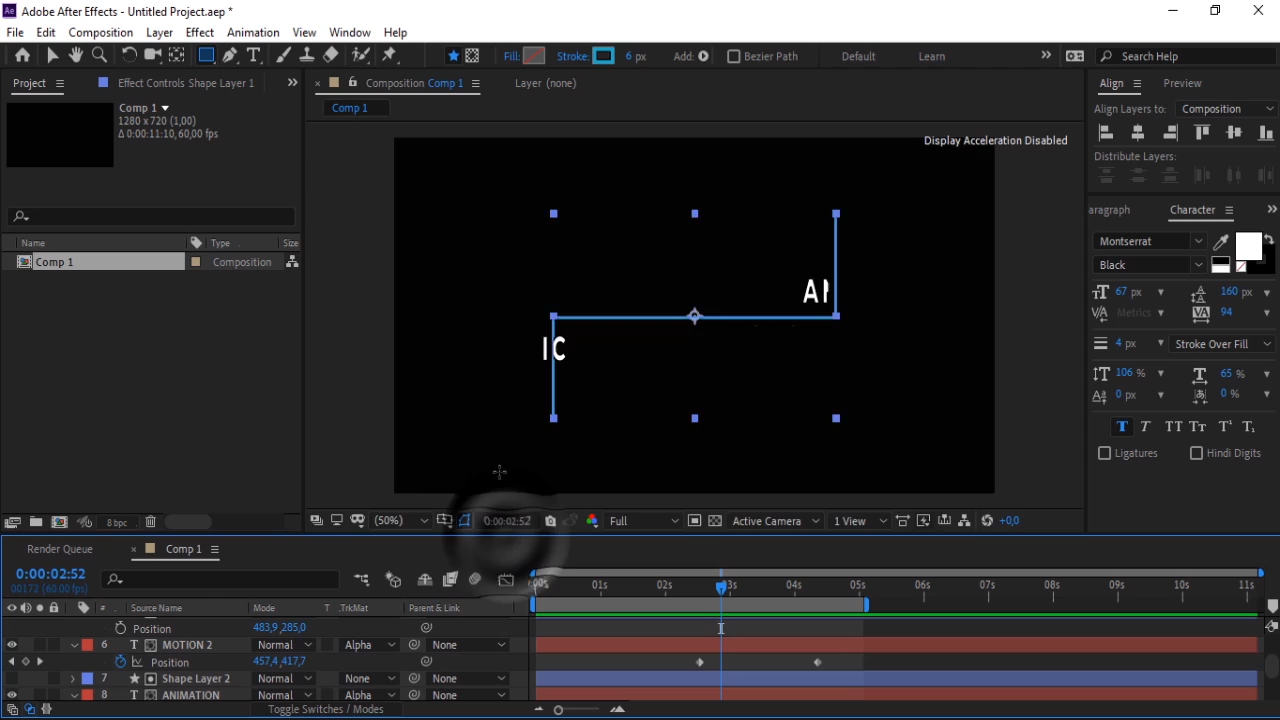 Adobe After Effects - Untitled Project.aep *
File Edit Composition Layer Effect Animation View Window Help
Fill: Stroke: 6 px Add: Bezier Path Default Learn Search Help
Project Effect Controls Shape Layer 1 Composition Comp 1 Layer (none) Align Preview
Comp 1
1280 x 720 (1,00)
Δ 0:00:11:10, 60,00 fps
Comp 1
Align Layers to: Composition
Display Acceleration Disabled
Distribute Layers:
aragraph Character
Name Type Size
Comp 1 Composition
Montserrat
Black
67 px 160 px
Metrics 94
4 px Stroke Over Fill
106 % 65 %
0 px 0 %
T T TT Tт T¹ T₁
Ligatures Hindi Digits
AI
IC
8 bpc (50%) 0:00:02:52 Full Active Camera 1 View +0,0
Render Queue Comp 1
0:00:02:52
00172 (60.00 fps)
:00s 01s 02s 03s 04s 05s 06s 07s 08s 09s 10s 11s
# Source Name Mode T .TrkMat Parent & Link
Position 483,9,285,0
6 T MOTION 2 Normal Alpha None
Position 457,4,417,7
7 Shape Layer 2 Normal None None
8 T ANIMATION Normal Alpha None
Toggle Switches / Modes